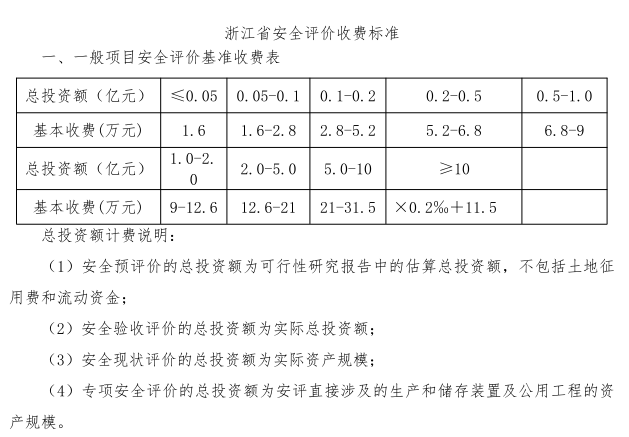 浙江省安全评价收费标准
一、一般项目安全评价基准收费表
总投资额（亿元） ≤0.05 0.05-0.1 0.1-0.2 0.2-0.5 0.5-1.0
基本收费(万元) 1.6 1.6-2.8 2.8-5.2 5.2-6.8 6.8-9
总投资额（亿元） 1.0-2.0 2.0-5.0 5.0-10 ≥10
基本收费(万元) 9-12.6 12.6-21 21-31.5 ×0.2‰＋11.5
总投资额计费说明：
（1）安全预评价的总投资额为可行性研究报告中的估算总投资额，不包括土地征
用费和流动资金；
（2）安全验收评价的总投资额为实际总投资额；
（3）安全现状评价的总投资额为实际资产规模；
（4）专项安全评价的总投资额为安评直接涉及的生产和储存装置及公用工程的资
产规模。